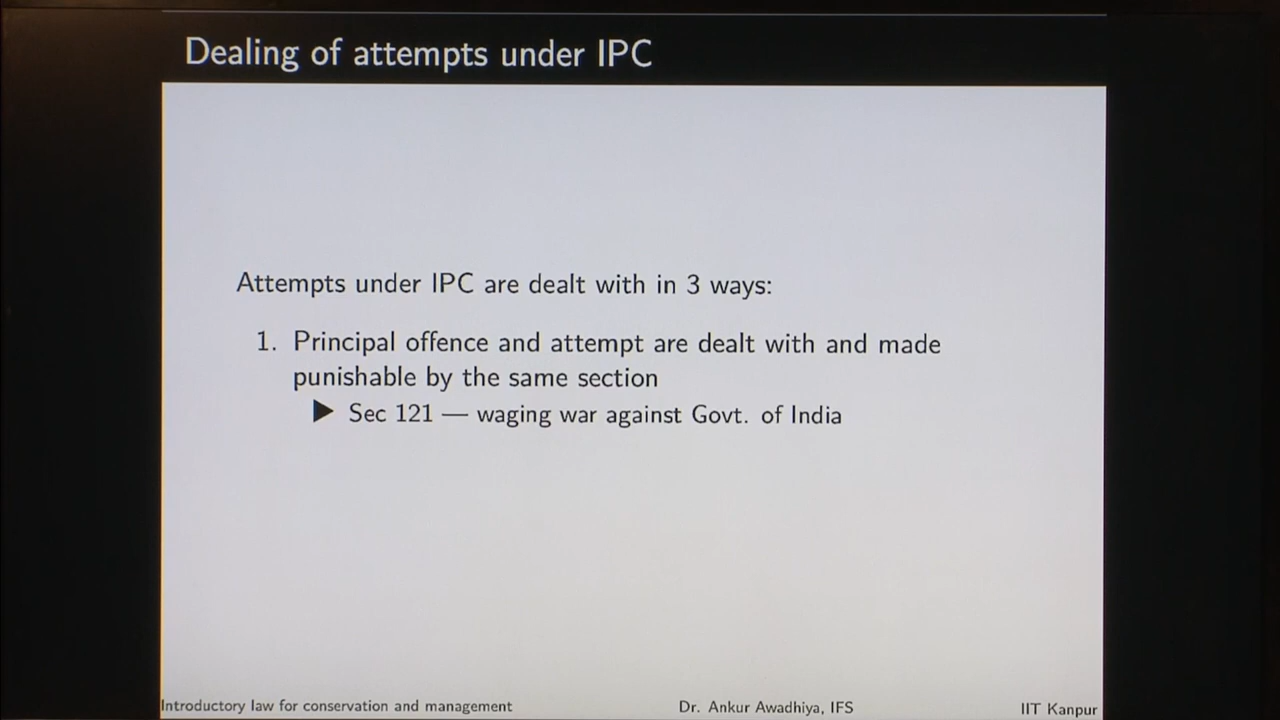 Dealing of attempts under IPC
Attempts under IPC are dealt with in 3 ways:
1. Principal offence and attempt are dealt with and made
punishable by the same section
▶ Sec 121 — waging war against Govt. of India
Introductory law for conservation and management Dr. Ankur Awadhiya, IFS IIT Kanpur